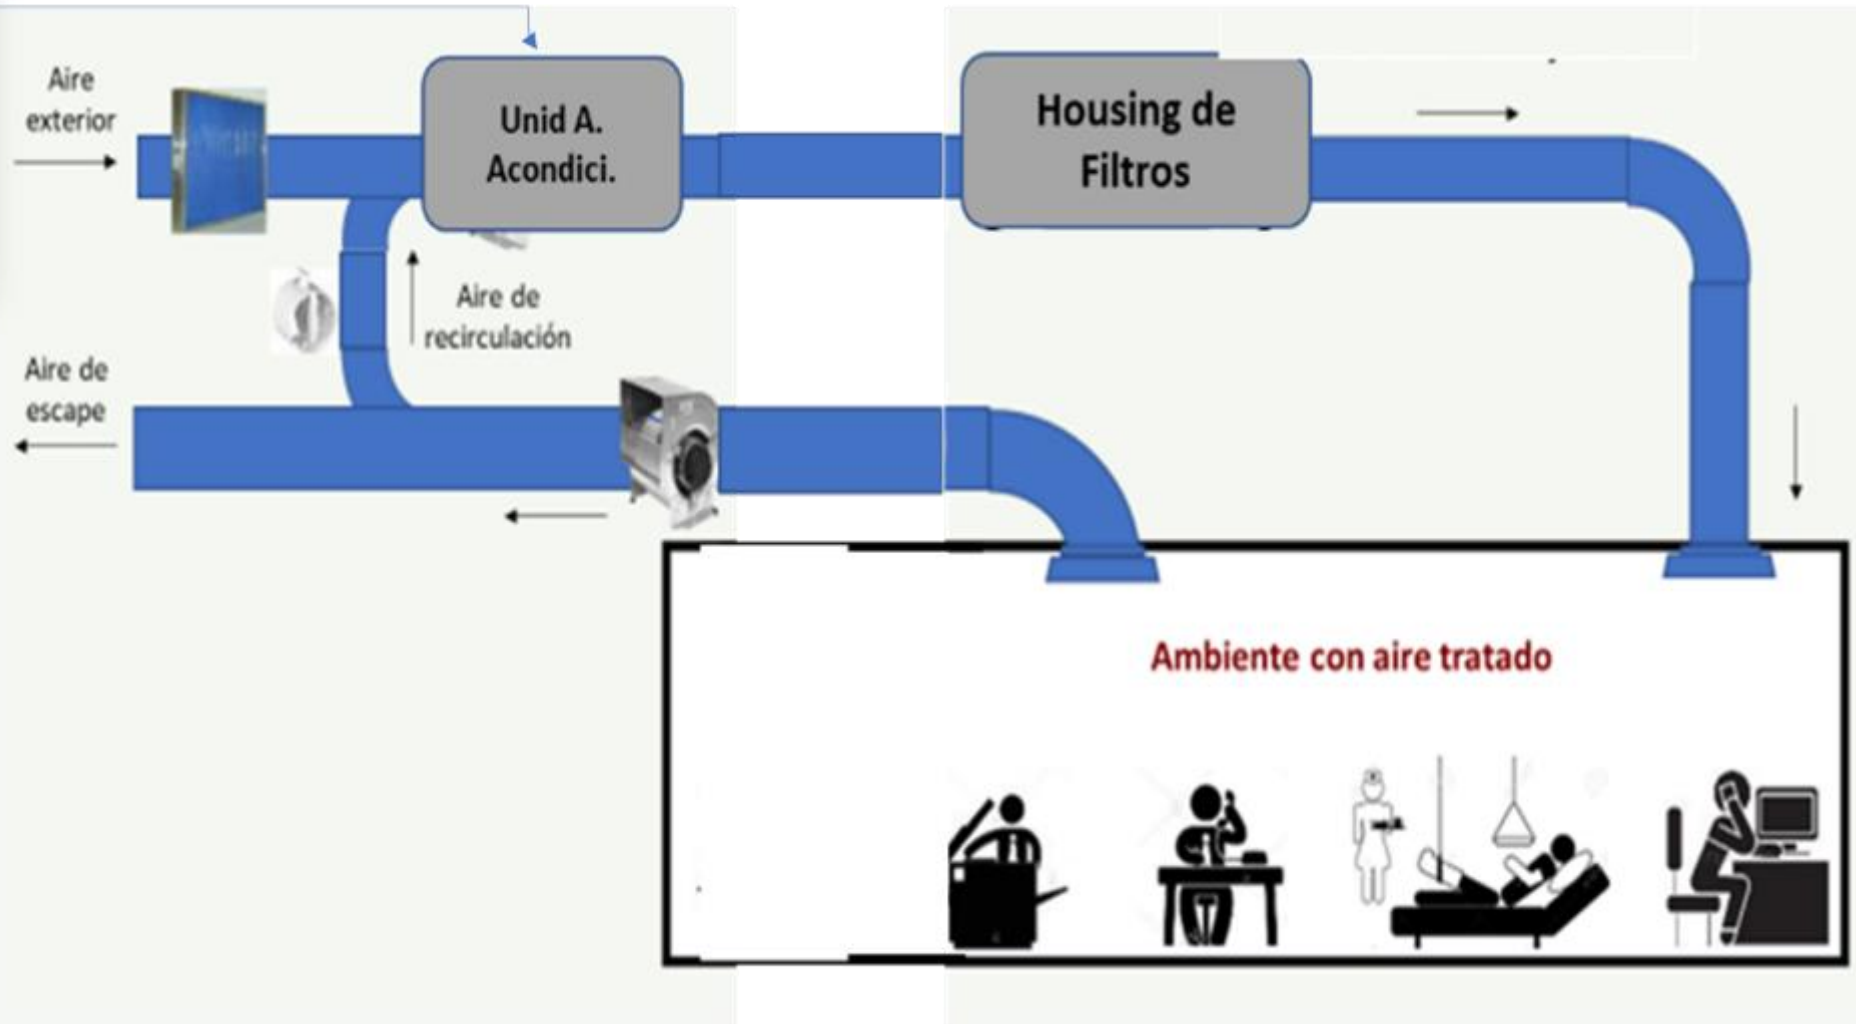 Aire
exterior
Unid A.
Acondici.
Housing de
Filtros
Aire de
recirculación
Aire de
escape
Ambiente con aire tratado